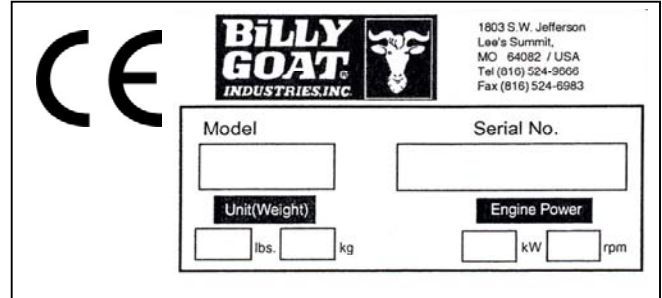 CE
BiLLY
GOAT®
INDUSTRIES,INC.
1803 S.W. Jefferson
Lee's Summit,
MO 64082 / USA
Tel (816) 524-9666
Fax (816) 524-6983
Model
Serial No.
Unit(Weight)
Engine Power
lbs.
kg
kW
rpm